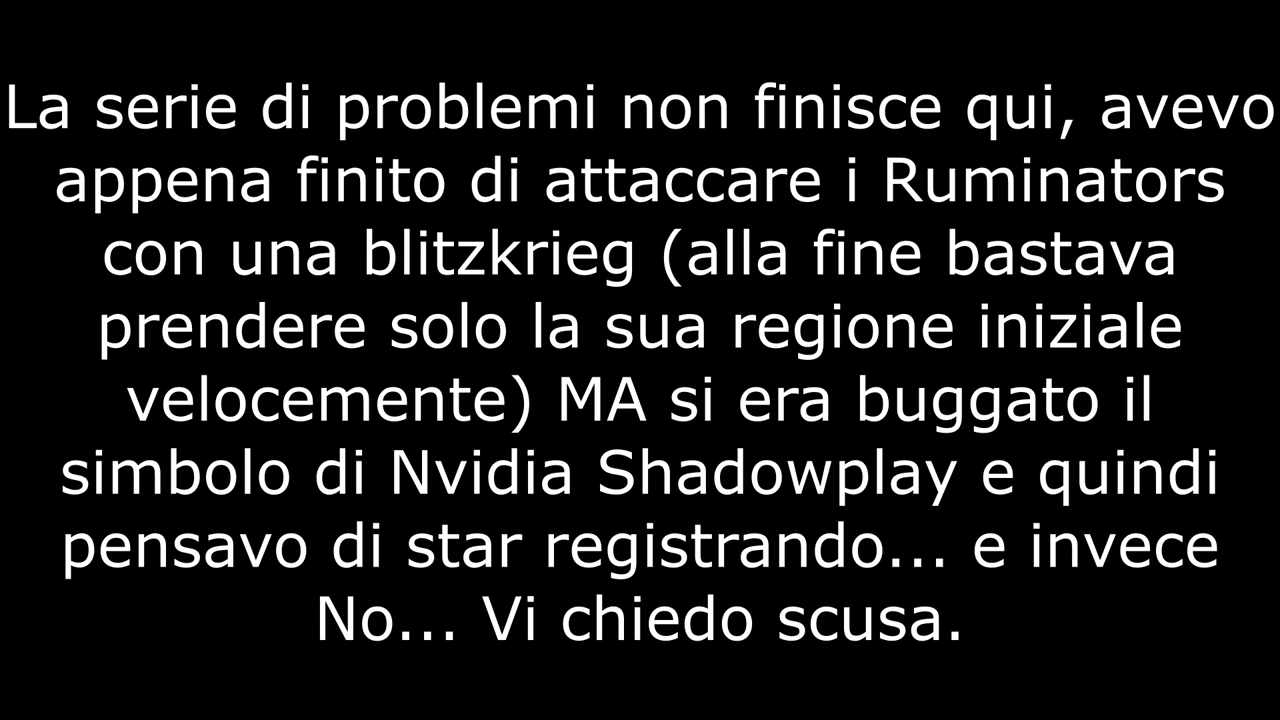 La serie di problemi non finisce qui, avevo
appena finito di attaccare i Ruminators
con una blitzkrieg (alla fine bastava
prendere solo la sua regione iniziale
velocemente) MA si era buggato il
simbolo di Nvidia Shadowplay e quindi
pensavo di star registrando... e invece
No... Vi chiedo scusa.